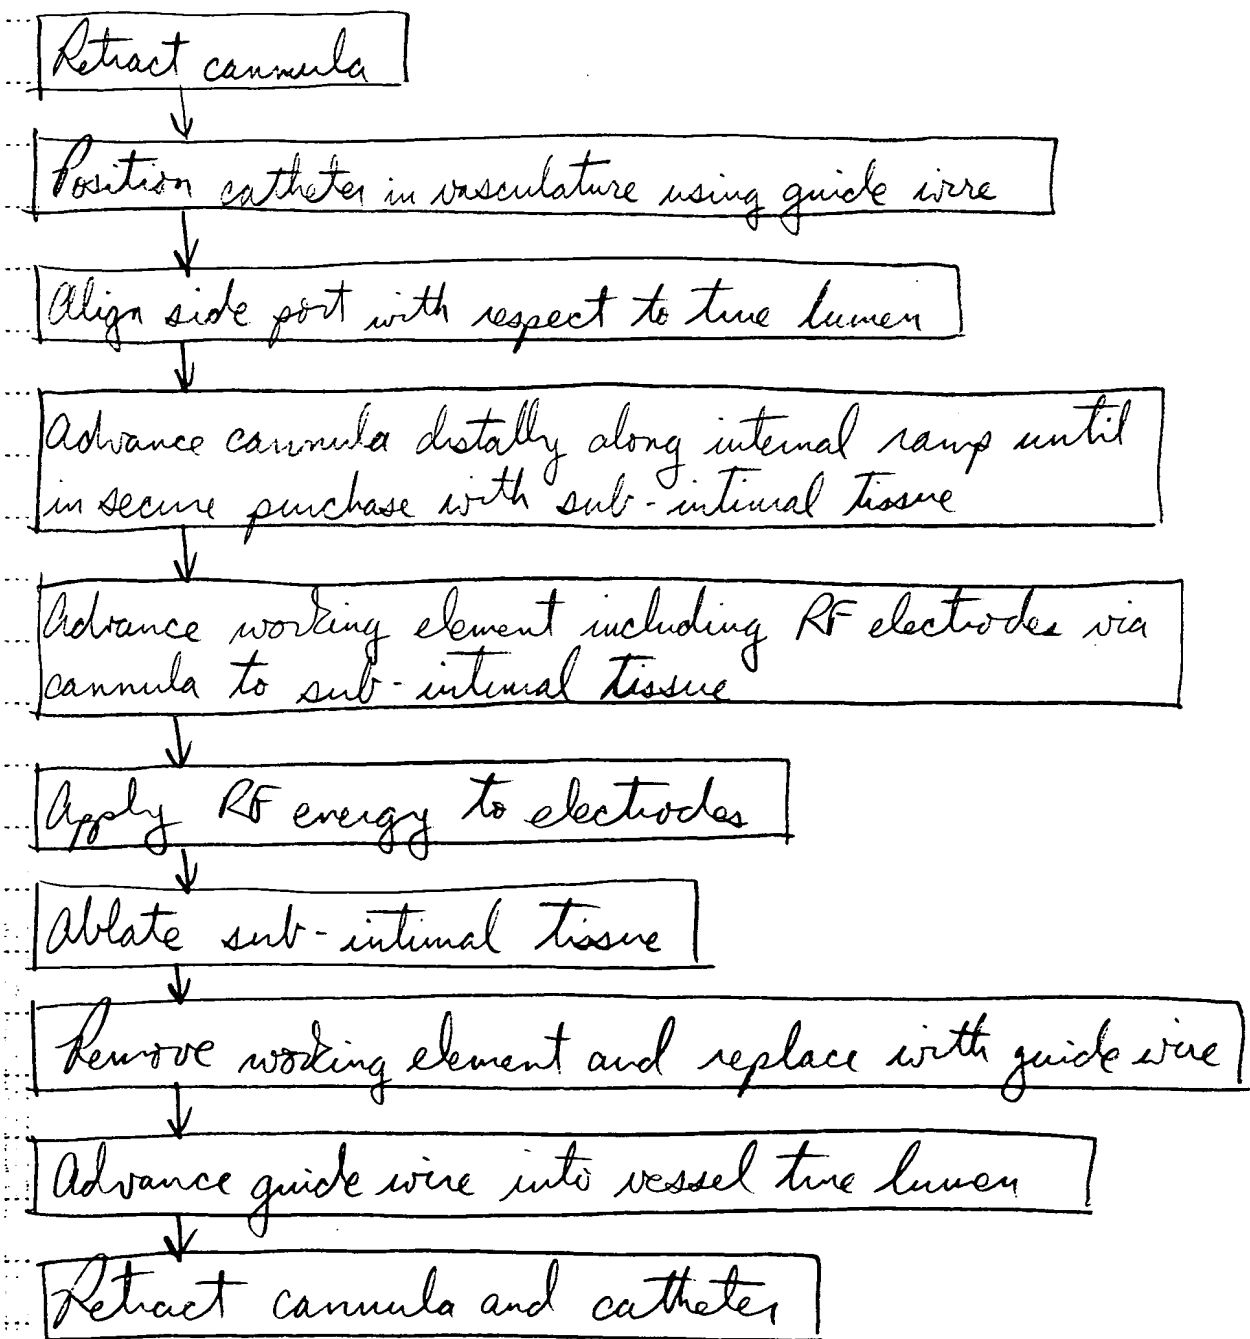 Retract cannula
Position catheter in vasculature using guide wire
Align side port with respect to true lumen
Advance cannula distally along internal ramp until
in secure purchase with sub-intimal tissue
Advance working element including RF electrodes via
cannula to sub-intimal tissue
Apply RF energy to electrodes
Ablate sub-intimal tissue
Remove working element and replace with guide wire
Advance guide wire into vessel true lumen
Retract cannula and catheter